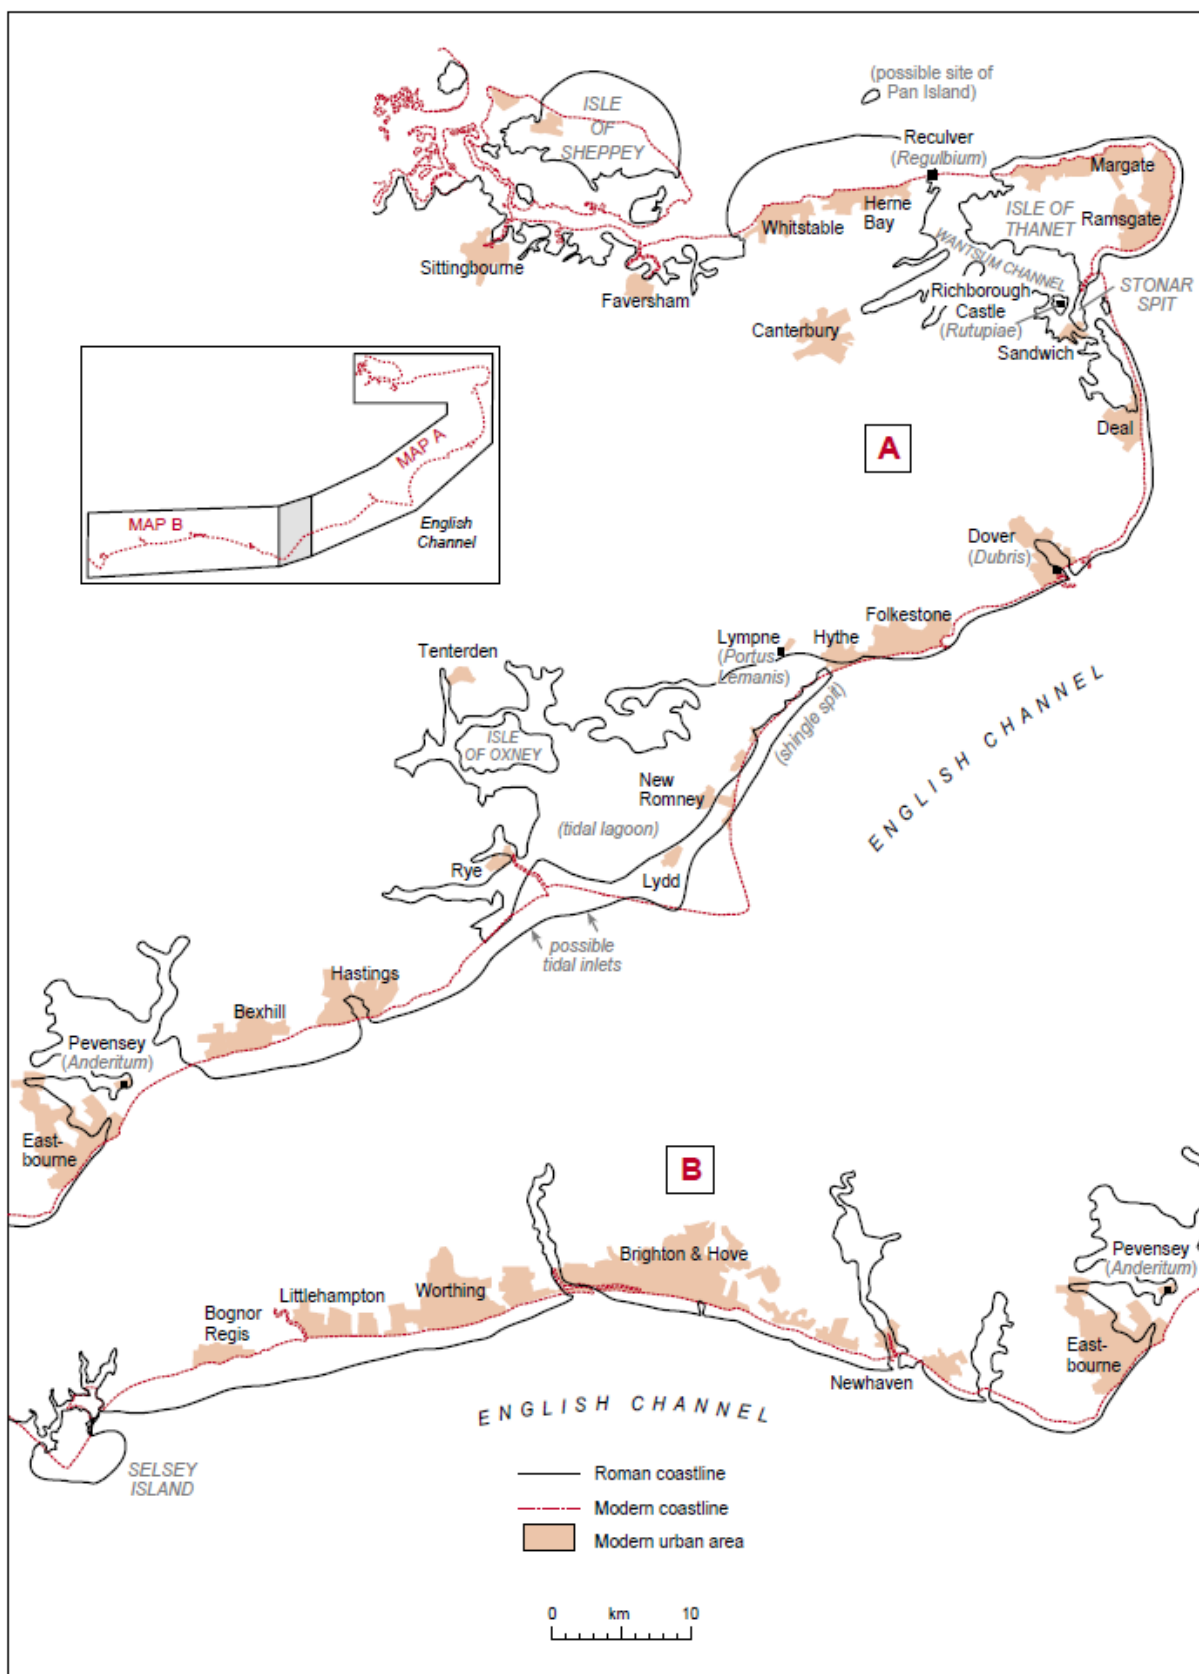 (possible site of
Pan Island)
ISLE
OF
SHEPPEY
Reculver
(Regulbium)
Margate
Herne
Bay
Whitstable
ISLE OF
THANET
Ramsgate
WANTSUM CHANNEL
Sittingbourne
Faversham
Richborough
Castle
(Rutupiae)
STONAR
SPIT
Canterbury
Sandwich
Deal
A
MAP A
MAP B
English
Channel
Dover
(Dubris)
Folkestone
Hythe
Lympne
(Portus
Lemanis)
Tenterden
ISLE
OF OXNEY
(shingle spit)
ENGLISH CHANNEL
New
Romney
(tidal lagoon)
Rye
Lydd
possible
tidal inlets
Hastings
Bexhill
Pevensey
(Anderitum)
East-
bourne
B
Brighton & Hove
Worthing
Littlehampton
Bognor
Regis
Pevensey
(Anderitum)
East-
bourne
Newhaven
ENGLISH CHANNEL
SELSEY
ISLAND
Roman coastline
Modern coastline
Modern urban area
0 km 10